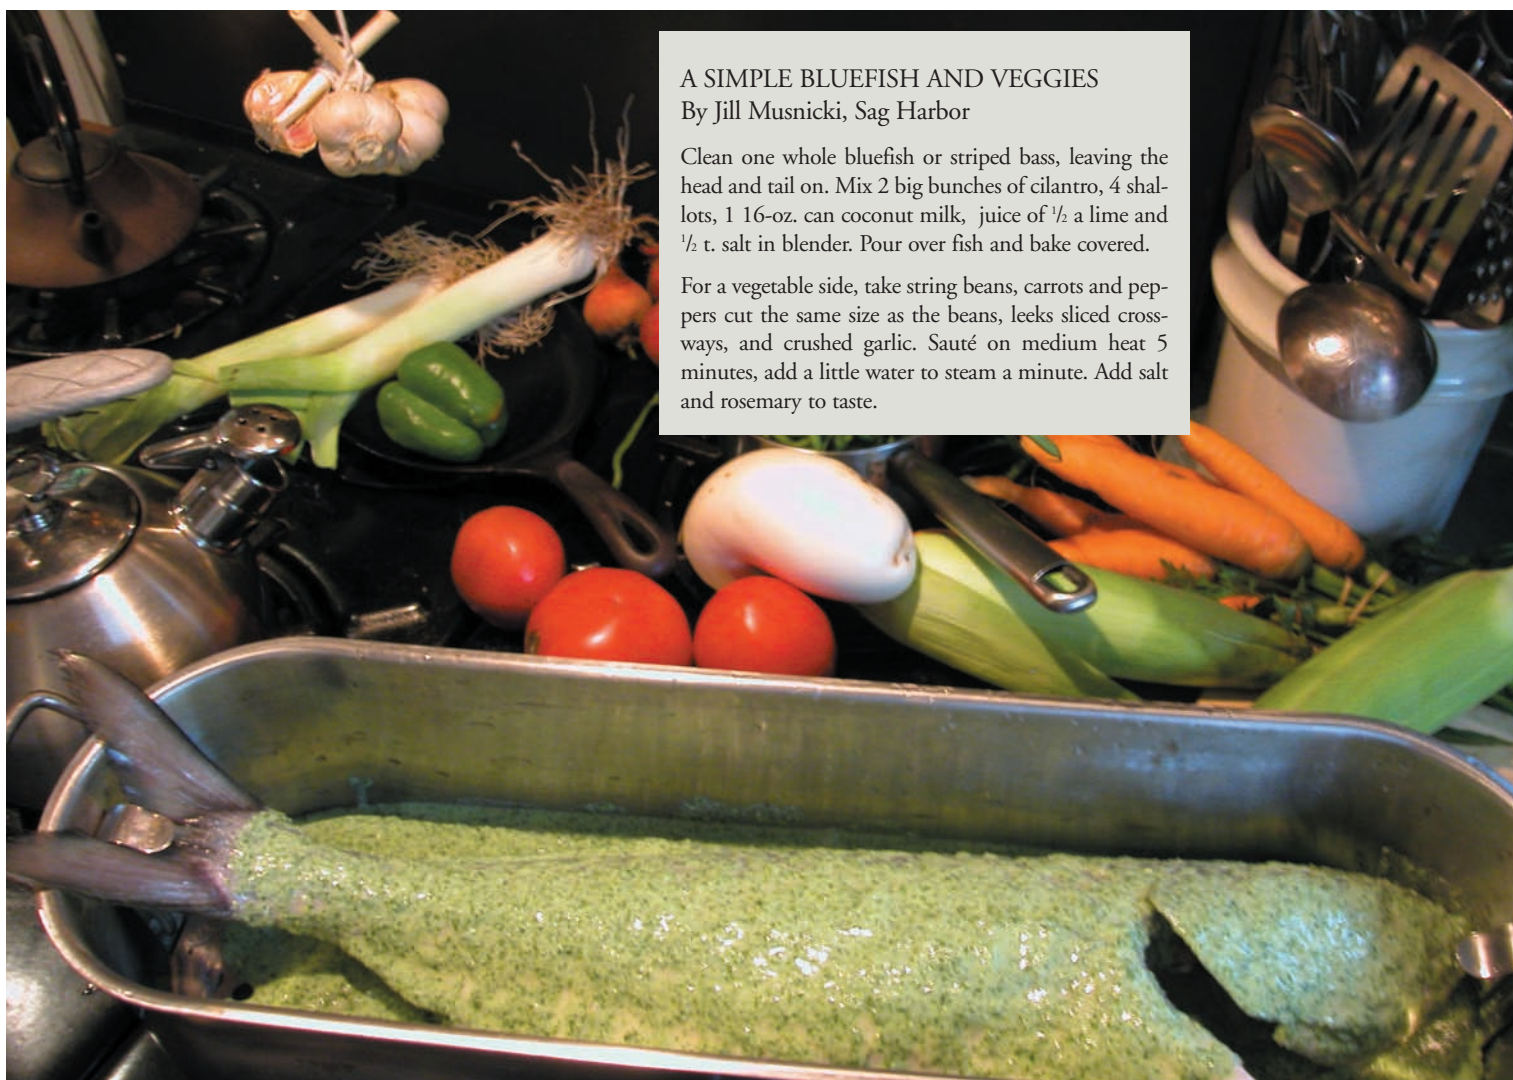 A SIMPLE BLUEFISH AND VEGGIES
By Jill Musnicki, Sag Harbor
Clean one whole bluefish or striped bass, leaving the
head and tail on. Mix 2 big bunches of cilantro, 4 shal-
lots, 1 16-oz. can coconut milk, juice of ½ a lime and
½ t. salt in blender. Pour over fish and bake covered.
For a vegetable side, take string beans, carrots and pep-
pers cut the same size as the beans, leeks sliced cross-
ways, and crushed garlic. Sauté on medium heat 5
minutes, add a little water to steam a minute. Add salt
and rosemary to taste.